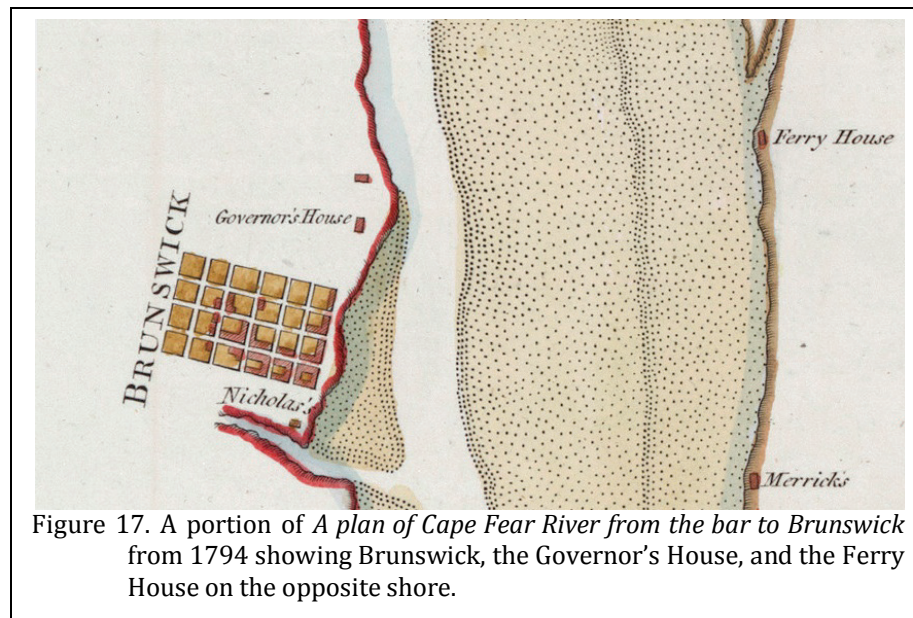 Ferry House
Governor's House
BRUNSWICK
Nicholas's
Merricks
Figure 17. A portion of A plan of Cape Fear River from the bar to Brunswick
from 1794 showing Brunswick, the Governor’s House, and the Ferry
House on the opposite shore.